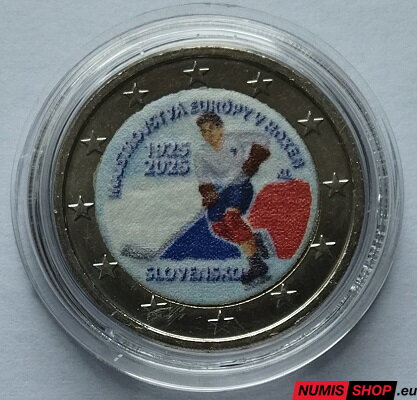 MAJSTROVSTVÁ EURÓPY V HOKEJI
1925
2025
SLOVENSKO
NUMIS SHOP.eu